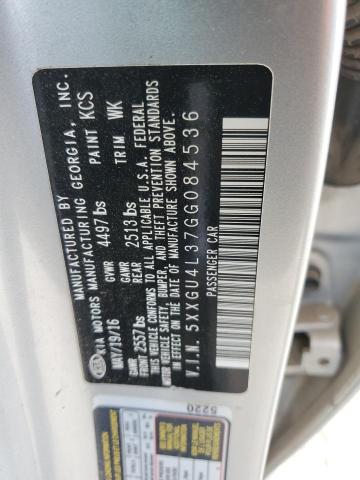 MANUFACTURED BY
KIA MOTORS MANUFACTURING GEORGIA, INC.
MAY/19/16 GVWR 4497lbs PAINT KCS
GAWR FRONT 2557lbs GAWR REAR 2513lbs TRIM WK
THIS VEHICLE CONFORMS TO ALL APPLICABLE U.S.A. FEDERAL
MOTOR VEHICLE SAFETY, BUMPER, AND THEFT PREVENTION STANDARDS
IN EFFECT ON THE DATE OF MANUFACTURE SHOWN ABOVE.
V.I.N. 5XXGU4L37GG084536
PASSENGER CAR
5220